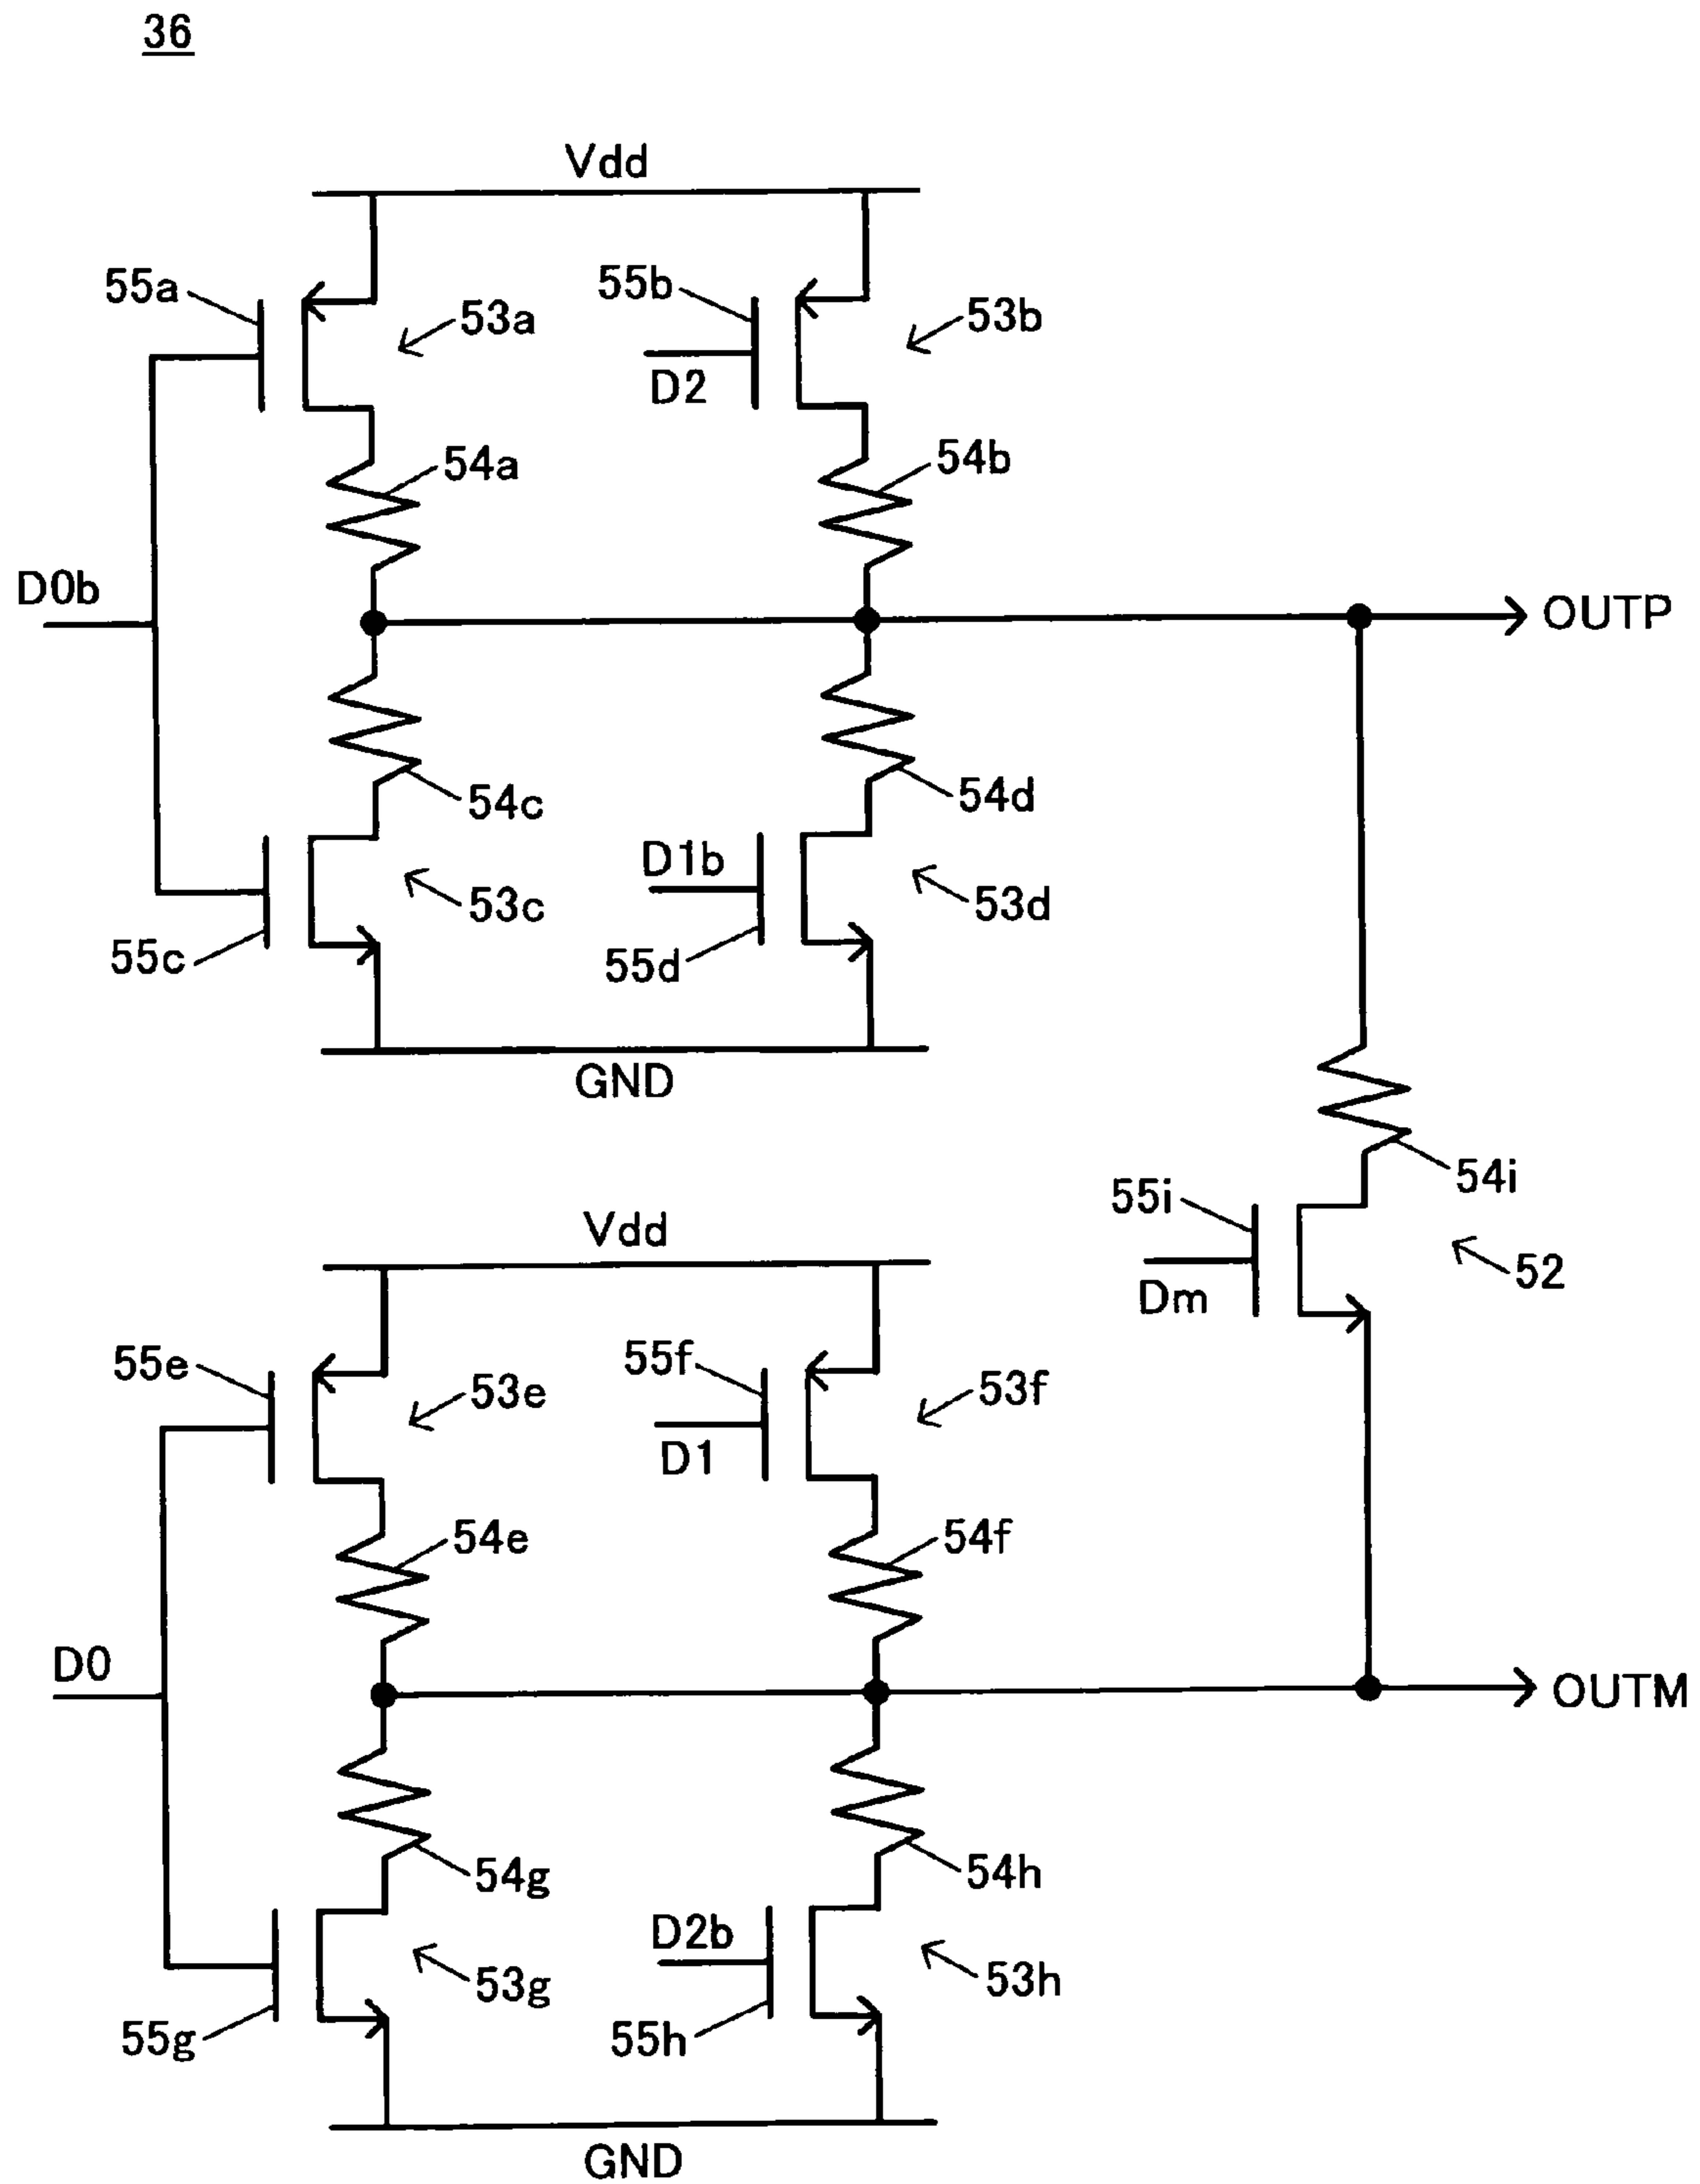 36
Vdd
55a
53a
55b
53b
D2
54a
54b
D0b
OUTP
54c
54d
D1b
53c
53d
55c
55d
GND
54i
55i
52
Dm
Vdd
55e
53e
55f
53f
D1
54e
54f
D0
OUTM
54g
54h
D2b
53g
53h
55g
55h
GND